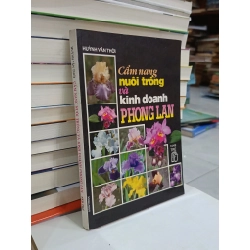 HUỲNH VĂN THỚI
Cẩm nang
nuôi trồng
và
kinh doanh
PHONG LAN